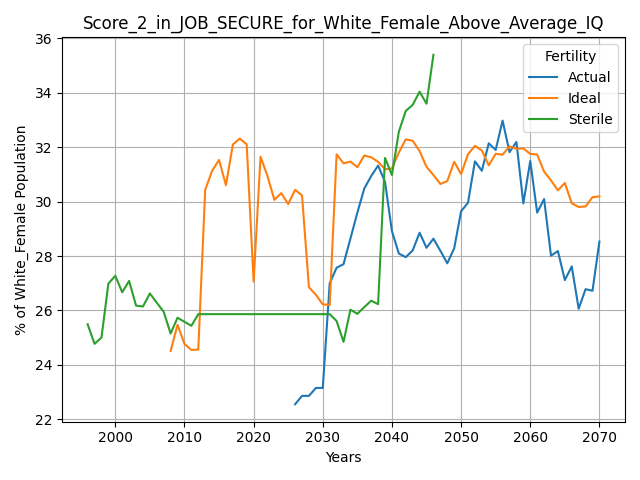 Score_2_in_JOB_SECURE_for_White_Female_Above_Average_IQ
% of White_Female Population
36
34
32
30
28
26
24
22
Fertility
Actual
Ideal
Sterile
2000
2010
2020
2030
2040
2050
2060
2070
Years